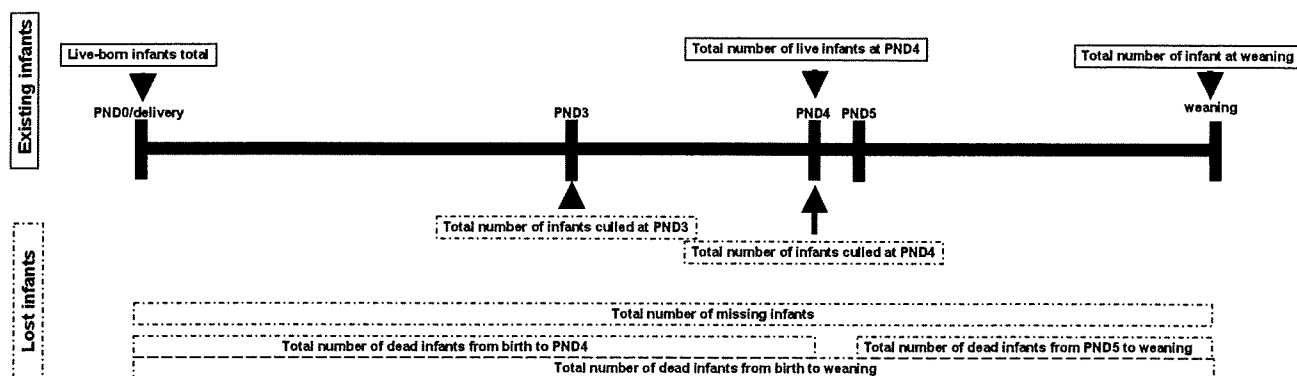 Existing infants
Live-born infants total
Total number of live infants at PND4
Total number of infant at weaning
PND0/delivery
PND3
PND4
PND5
weaning
Total number of infants culled at PND3
Total number of infants culled at PND4
Lost infants
Total number of missing infants
Total number of dead infants from birth to PND4
Total number of dead infants from PND5 to weaning
Total number of dead infants from birth to weaning